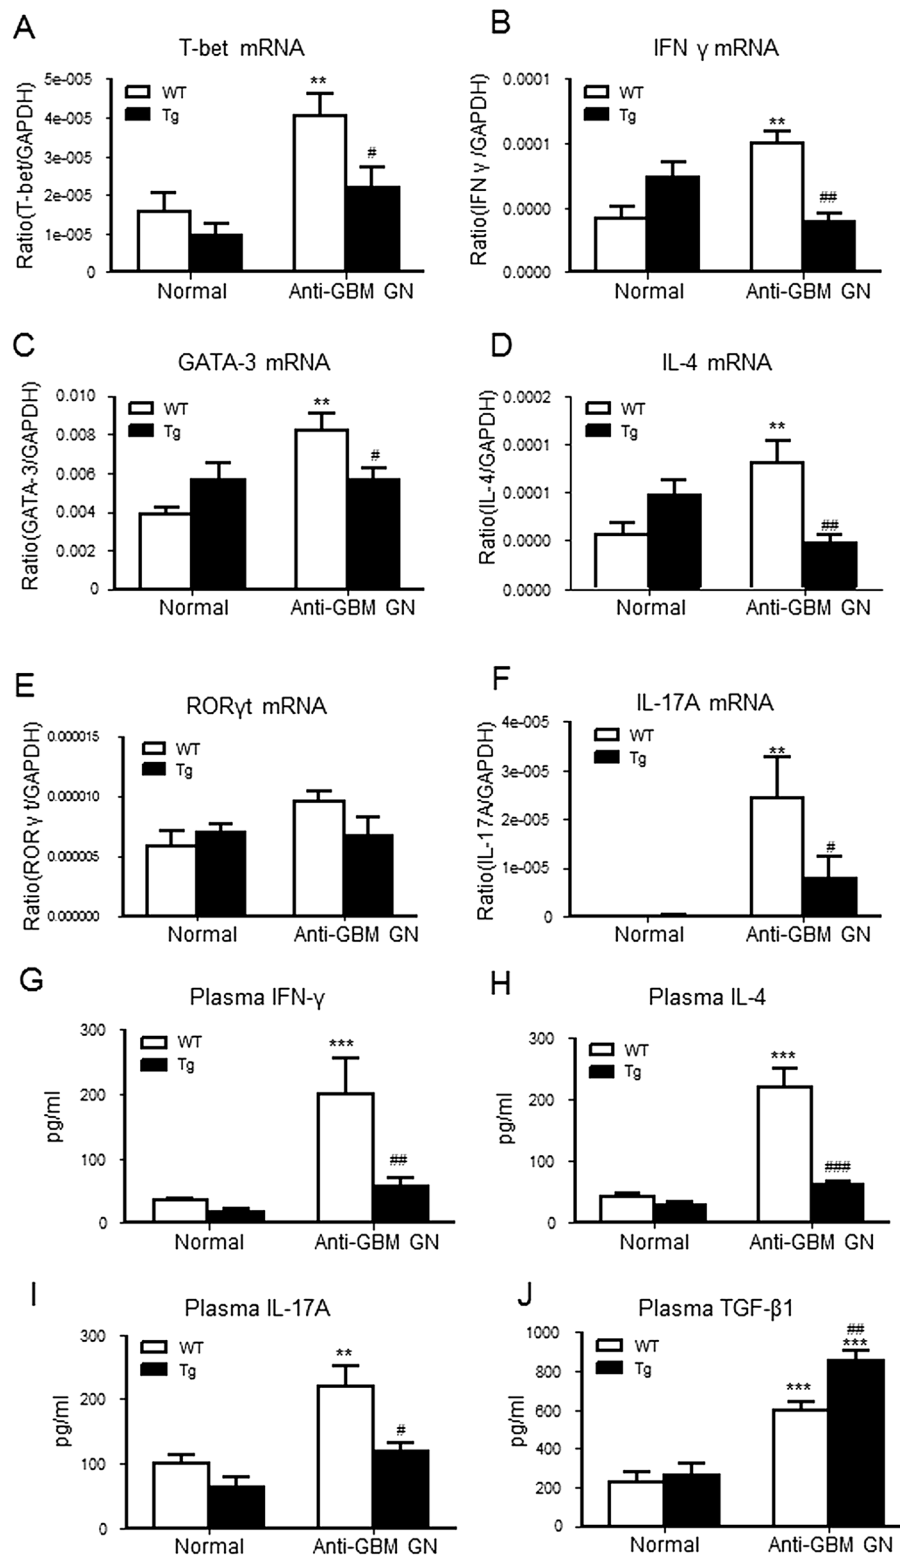 A
T-bet mRNA
Ratio(T-bet/GAPDH)
5e-005
4e-005
3e-005
2e-005
1e-005
0
WT
Tg
**
#
Normal
Anti-GBM GN
B
IFN γ mRNA
Ratio(IFN γ /GAPDH)
0.0001
0.0001
0.0000
0.0000
WT
Tg
**
##
Normal
Anti-GBM GN
C
GATA-3 mRNA
Ratio(GATA-3/GAPDH)
0.010
0.008
0.006
0.004
0.002
0
WT
Tg
**
#
Normal
Anti-GBM GN
D
IL-4 mRNA
Ratio(IL-4/GAPDH)
0.0002
0.0001
0.0001
0.0000
0.0000
WT
Tg
**
##
Normal
Anti-GBM GN
E
RORγt mRNA
Ratio(RORγ t/GAPDH)
0.000015
0.000010
0.000005
0.000000
WT
Tg
Normal
Anti-GBM GN
F
IL-17A mRNA
Ratio(IL-17A/GAPDH)
4e-005
3e-005
2e-005
1e-005
0
WT
Tg
**
#
Normal
Anti-GBM GN
G
Plasma IFN-γ
pg/ml
300
200
100
0
WT
Tg
***
##
Normal
Anti-GBM GN
H
Plasma IL-4
pg/ml
300
200
100
0
WT
Tg
***
###
Normal
Anti-GBM GN
I
Plasma IL-17A
pg/ml
300
200
100
0
WT
Tg
**
#
Normal
Anti-GBM GN
J
Plasma TGF-β1
pg/ml
1000
800
600
400
200
0
WT
Tg
***
##
***
Normal
Anti-GBM GN